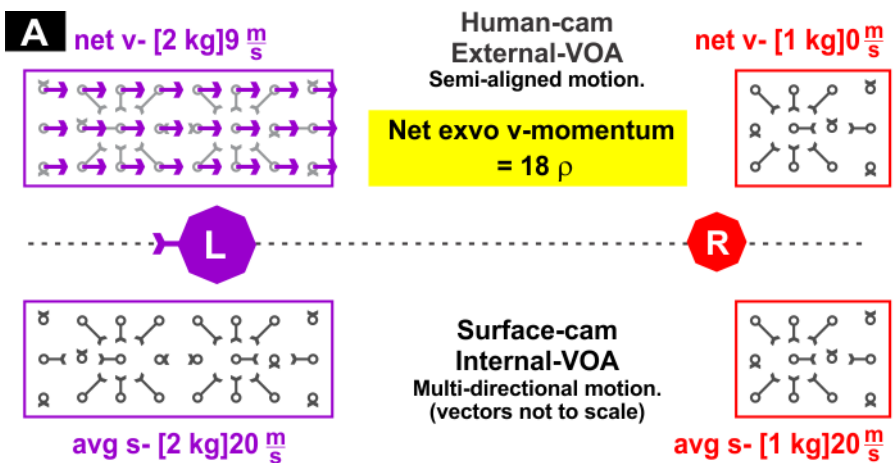 A
net v- [2 kg]9 m/s
Human-cam
External-VOA
Semi-aligned motion.
net v- [1 kg]0 m/s
Net exvo v-momentum
= 18 ρ
L
R
Surface-cam
Internal-VOA
Multi-directional motion.
(vectors not to scale)
avg s- [2 kg]20 m/s
avg s- [1 kg]20 m/s